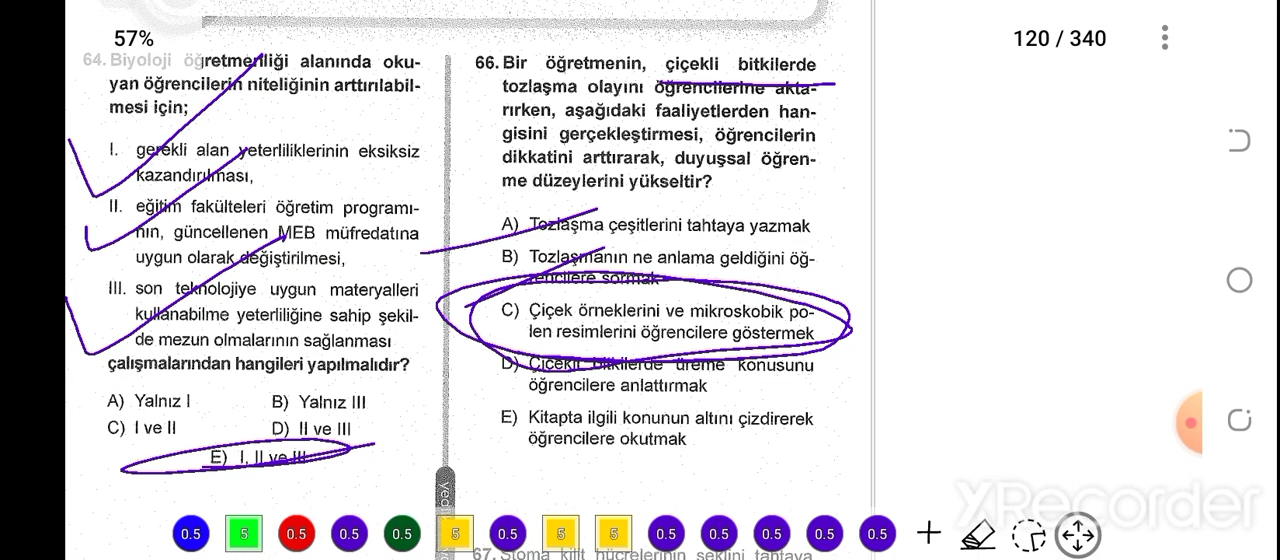 57%
120 / 340
64. Biyoloji öğretmenliği alanında oku-
yan öğrencilerin niteliğinin arttırılabil-
mesi için;
I. gerekli alan yeterliliklerinin eksiksiz
kazandırılması,
II. eğitim fakülteleri öğretim programı-
nın, güncellenen MEB müfredatına
uygun olarak değiştirilmesi,
III. son teknolojiye uygun materyalleri
kullanabilme yeterliliğine sahip şekil-
de mezun olmalarının sağlanması
çalışmalarından hangileri yapılmalıdır?
A) Yalnız I B) Yalnız III
C) I ve II D) II ve III
E) I, II ve III
66. Bir öğretmenin, çiçekli bitkilerde
tozlaşma olayını öğrencilerine akta-
rırken, aşağıdaki faaliyetlerden han-
gisini gerçekleştirmesi, öğrencilerin
dikkatini arttırarak, duyuşsal öğren-
me düzeylerini yükseltir?
A) Tozlaşma çeşitlerini tahtaya yazmak
B) Tozlaşmanın ne anlama geldiğini öğ-
rencilere sormak
C) Çiçek örneklerini ve mikroskobik po-
len resimlerini öğrencilere göstermek
D) Çiçekli bitkilerde üreme konusunu
öğrencilere anlattırmak
E) Kitapta ilgili konunun altını çizdirerek
öğrencilere okutmak
yedi
67. Stoma kilit hücrelerinin şeklini tahtaya
0.5 5 0.5 0.5 0.5 5 0.5 5 5 0.5 0.5 0.5 0.5 0.5
XRecorder